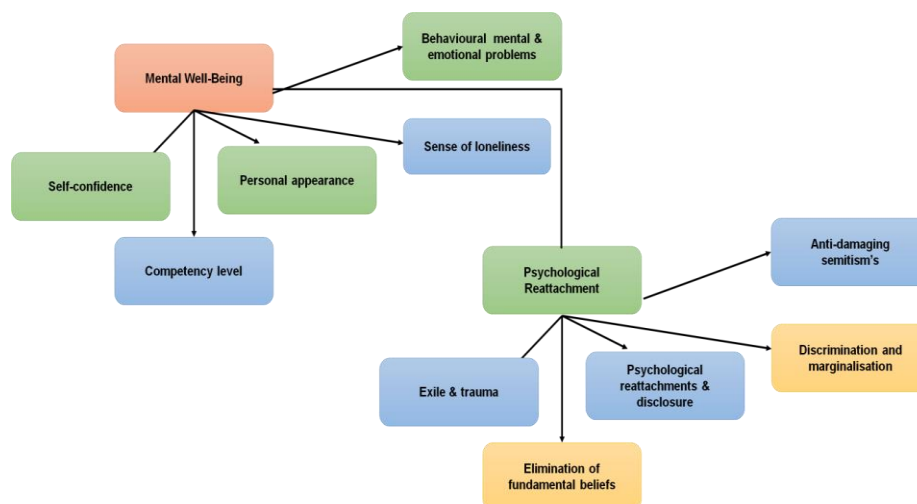 Behavioural mental &
emotional problems
Mental Well-Being
Sense of loneliness
Personal appearance
Self-confidence
Competency level
Anti-damaging
semitism's
Psychological
Reattachment
Discrimination and
marginalisation
Psychological
reattachments &
disclosure
Exile & trauma
Elimination of
fundamental beliefs